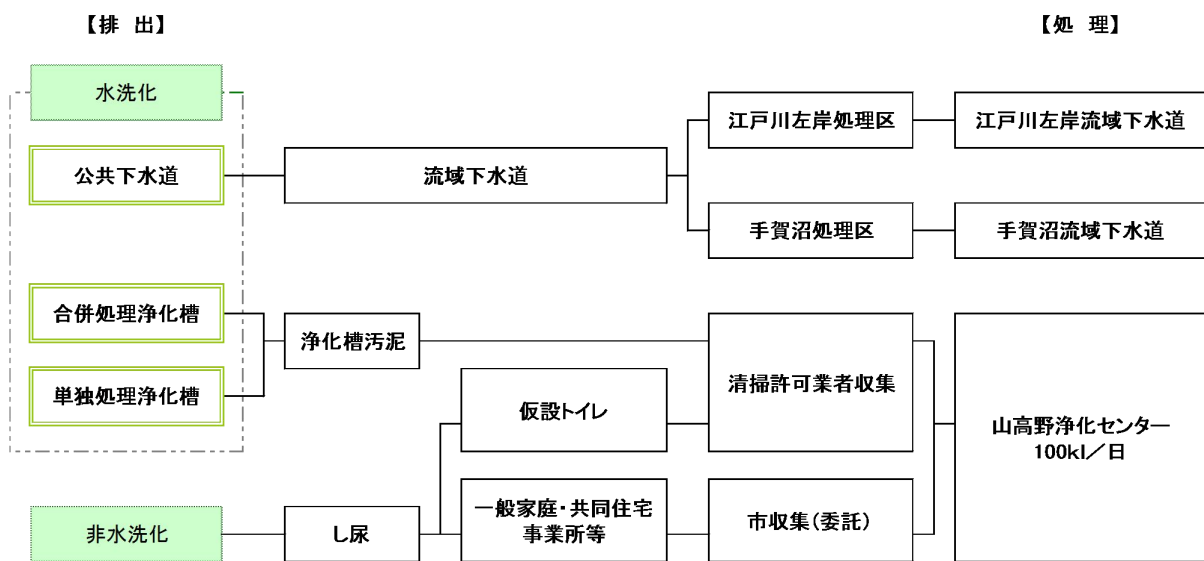 【排 出】
【処 理】
水洗化
公共下水道
流域下水道
江戸川左岸処理区
江戸川左岸流域下水道
手賀沼処理区
手賀沼流域下水道
合併処理浄化槽
単独処理浄化槽
浄化槽汚泥
仮設トイレ
清掃許可業者収集
山高野浄化センター
100kl/日
非水洗化
し尿
一般家庭・共同住宅
事業所等
市収集(委託)